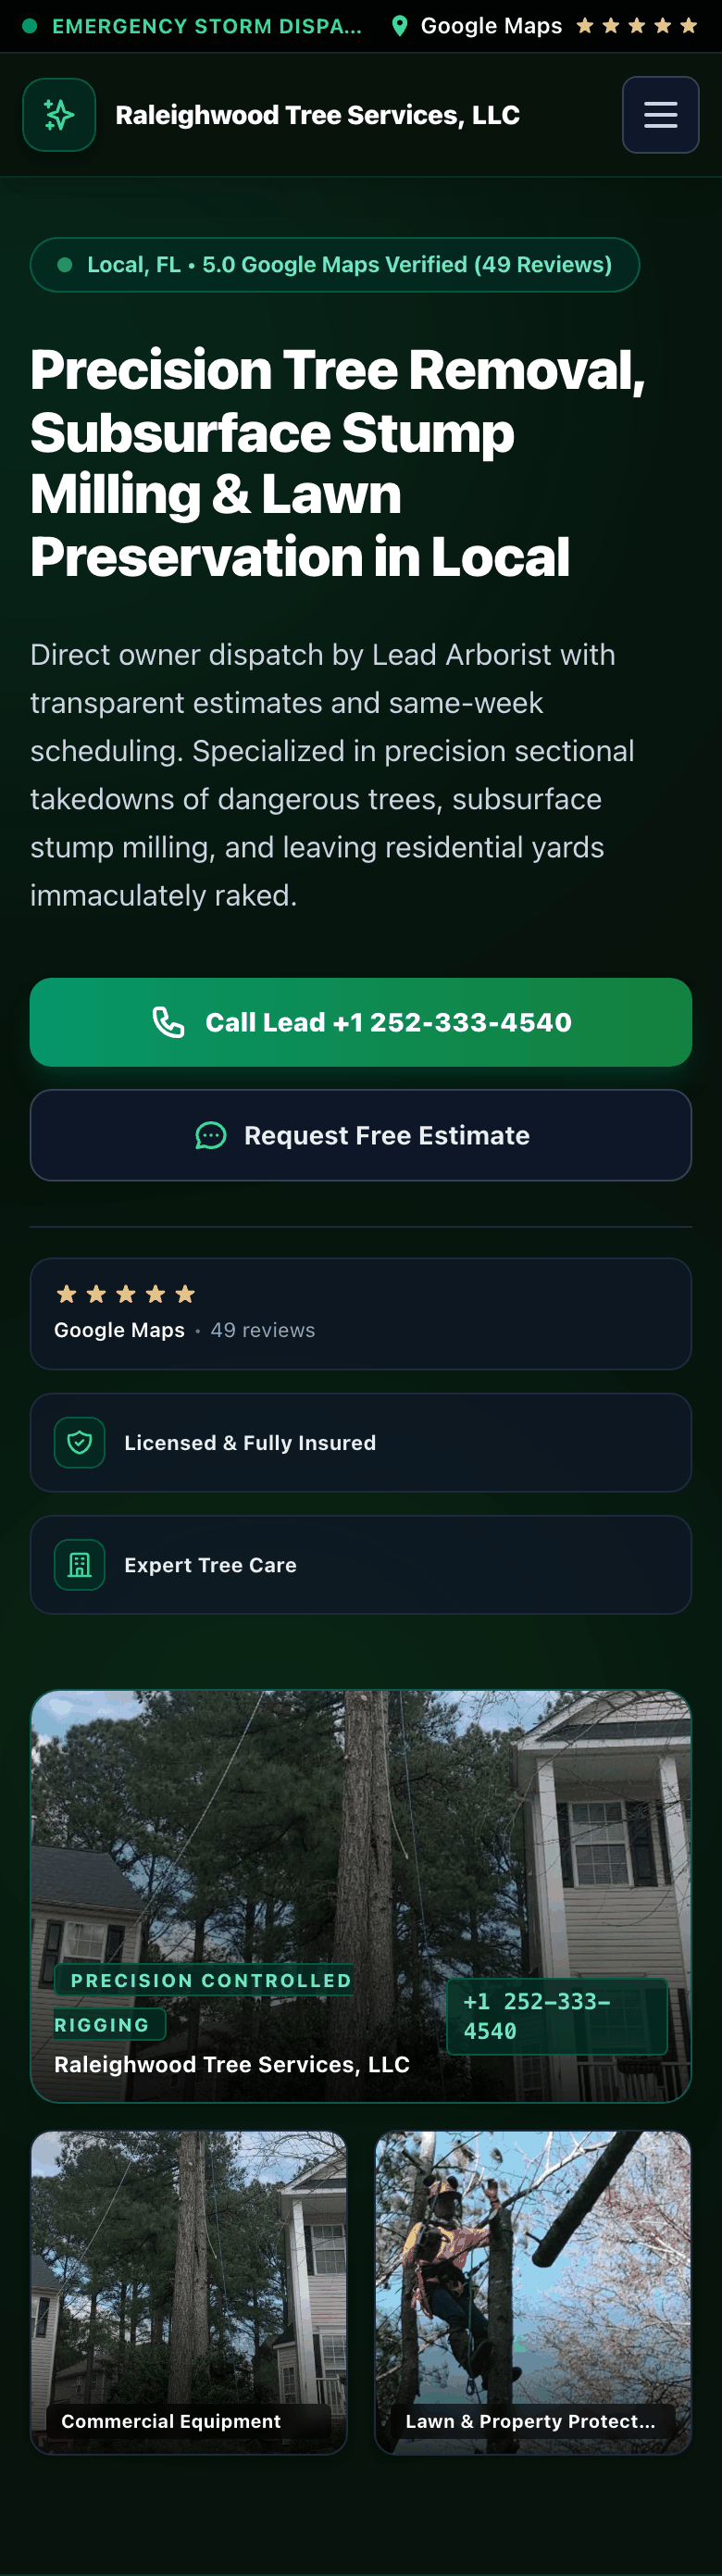 EMERGENCY STORM DISPA...
Google Maps
Raleighwood Tree Services, LLC
Local, FL • 5.0 Google Maps Verified (49 Reviews)
Precision Tree Removal,
Subsurface Stump
Milling & Lawn
Preservation in Local
Direct owner dispatch by Lead Arborist with
transparent estimates and same-week
scheduling. Specialized in precision sectional
takedowns of dangerous trees, subsurface
stump milling, and leaving residential yards
immaculately raked.
Call Lead +1 252-333-4540
Request Free Estimate
Google Maps • 49 reviews
Licensed & Fully Insured
Expert Tree Care
PRECISION CONTROLLED
RIGGING
Raleighwood Tree Services, LLC
+1 252-333-
4540
Commercial Equipment
Lawn & Property Protect...